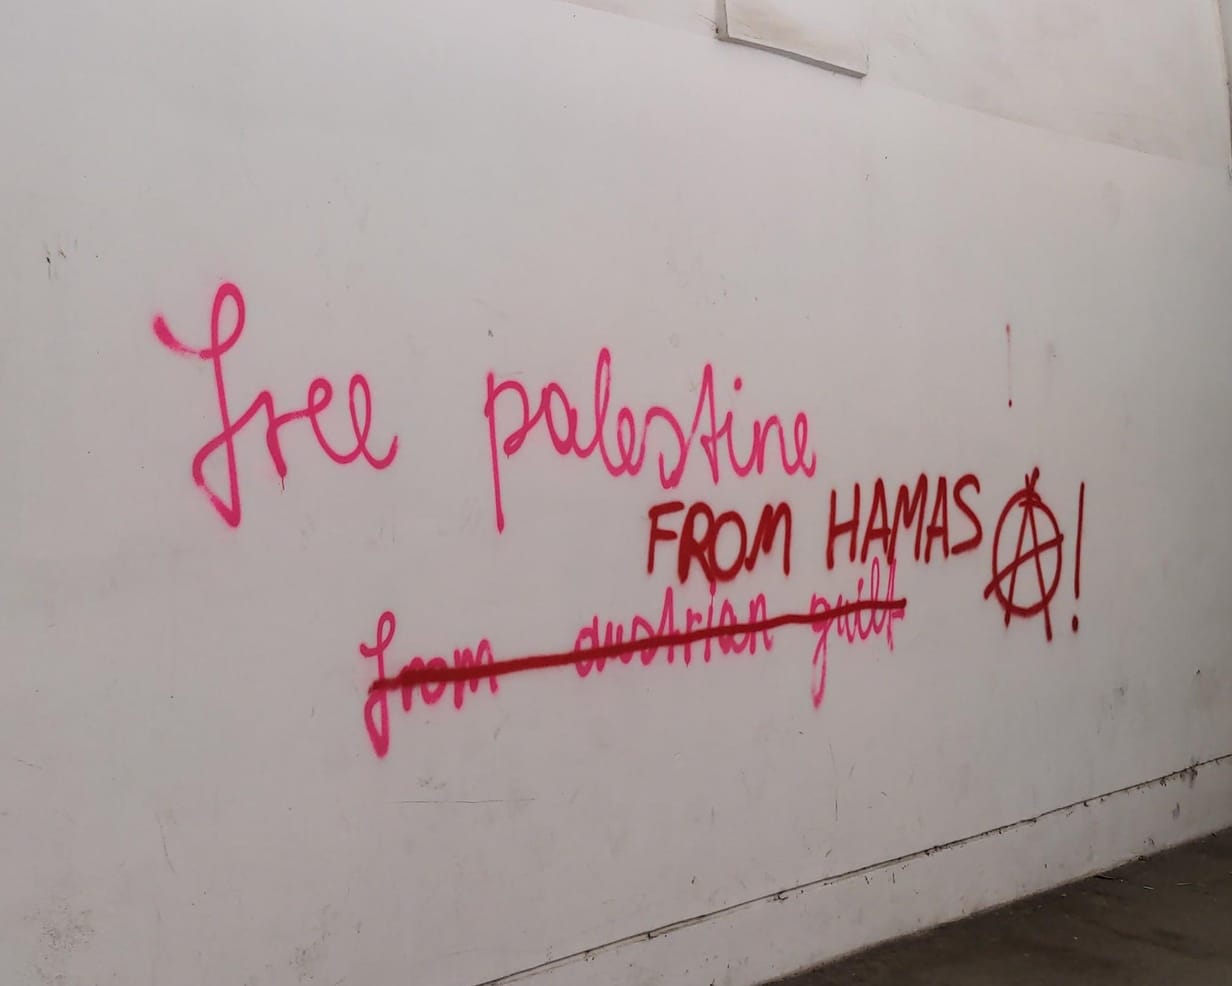 Free palestine
FROM HAMAS Ⓐ!
from austrian guilt